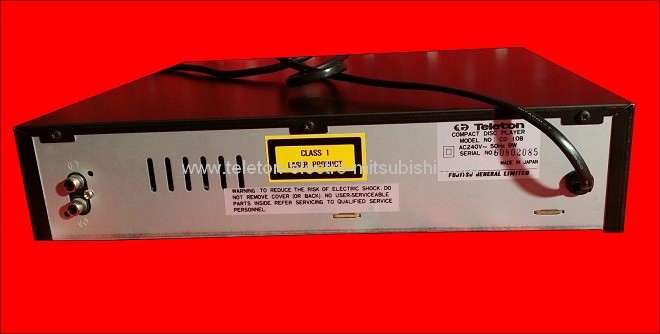 Teleton
COMPACT DISC PLAYER
MODEL NO: CD 10B
AC240V~ 50Hz 9W
SERIAL NO. 60802085
MADE IN JAPAN
FUJITSU GENERAL LIMITED
CLASS 1
LASER PRODUCT
WARNING: TO REDUCE THE RISK OF ELECTRIC SHOCK. DO
NOT REMOVE COVER (OR BACK). NO USER-SERVICEABLE
PARTS INSIDE. REFER SERVICING TO QUALIFIED SERVICE
PERSONNEL.